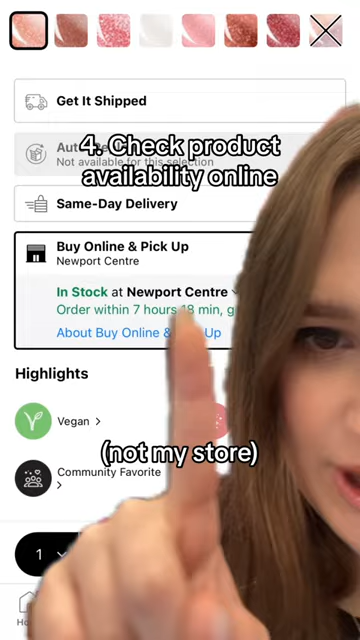 Get It Shipped
4. Check product
availability online
Not available for this selection
Same-Day Delivery
Buy Online & Pick Up
Newport Centre
In Stock at Newport Centre
Order within 7 hours 18 min, g
About Buy Online & Up
Highlights
Vegan >
(not my store)
Community Favorite
>
1